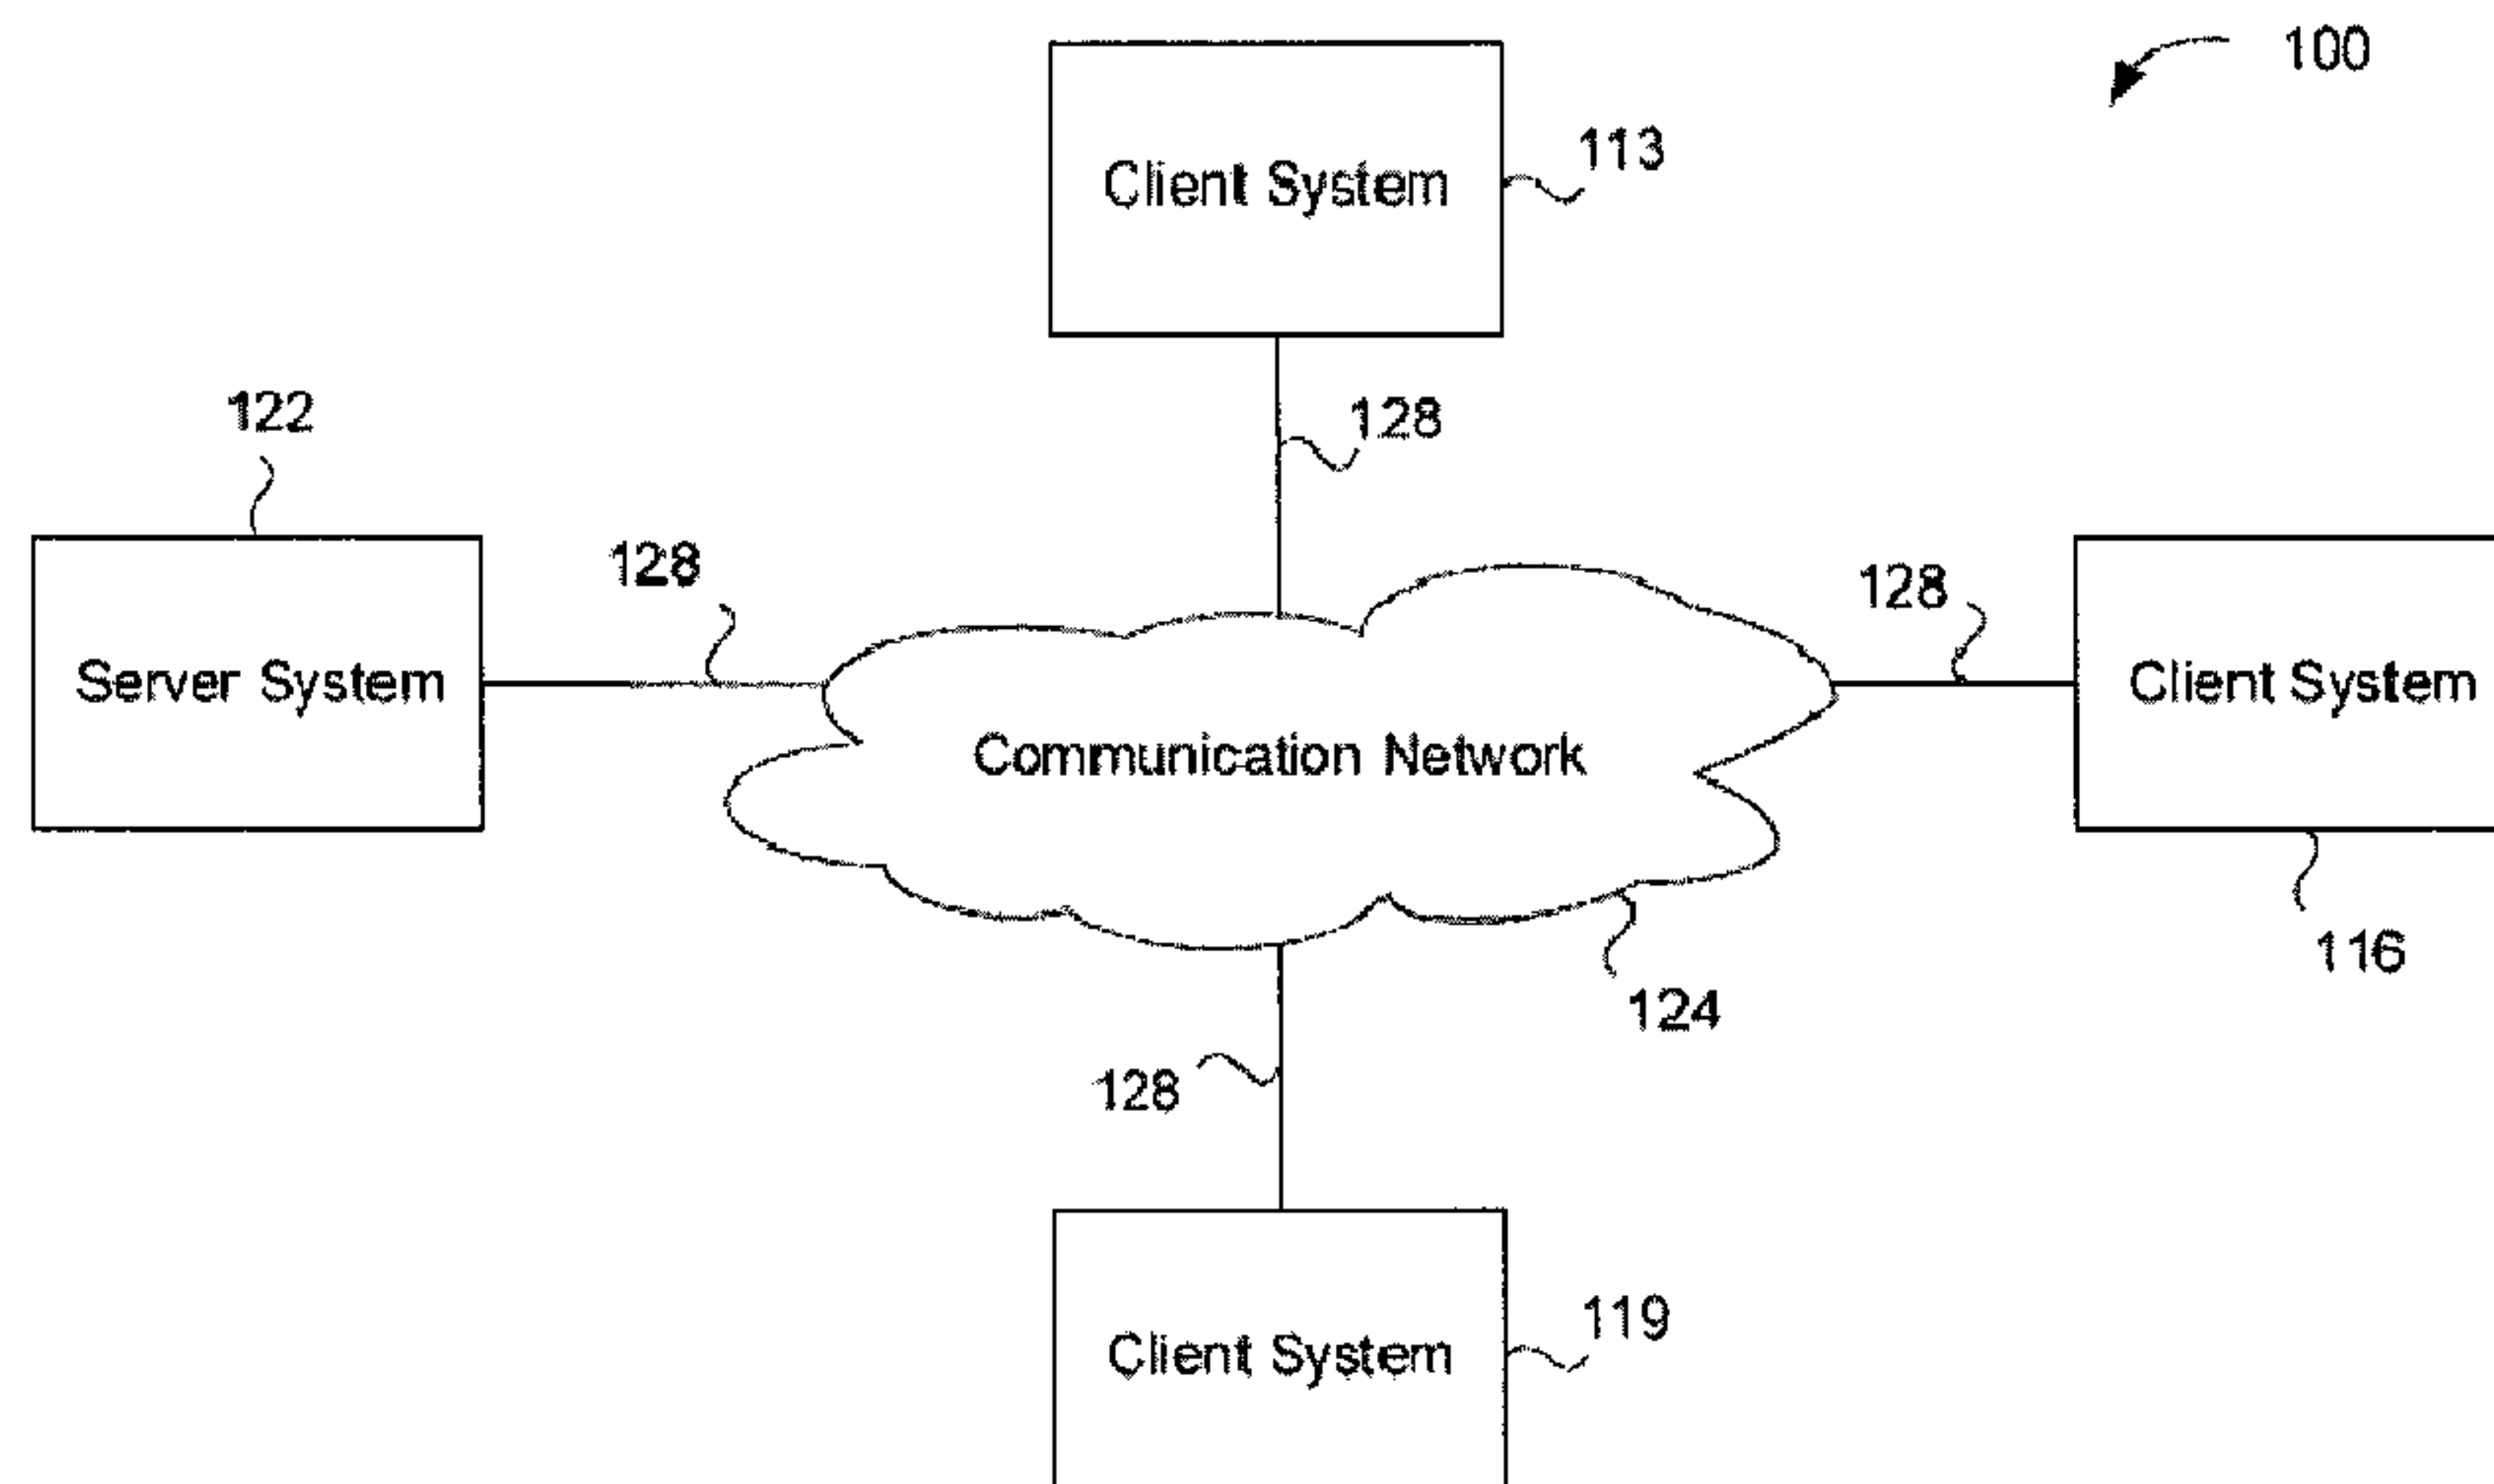 100
113
Client System
128
122
128
128
Server System
Client System
Communication Network
116
124
128
119
Client System